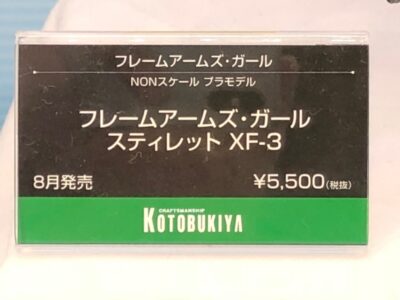 フレームアームズ・ガール
NONスケール プラモデル
フレームアームズ・ガール
スティレット XF-3
8月発売 ¥5,500(税抜)
CRAFTSMANSHIP
KOTOBUKIYA